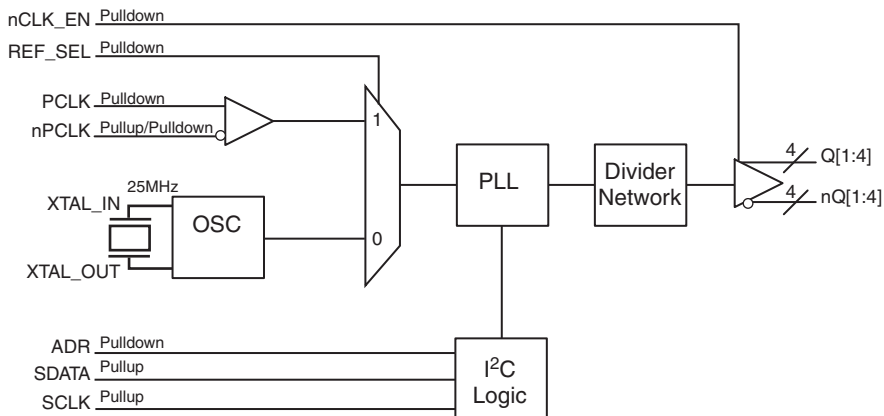 nCLK_EN Pulldown
REF_SEL Pulldown
PCLK Pulldown
nPCLK Pullup/Pulldown
1
4
Q[1:4]
PLL
Divider
Network
4
nQ[1:4]
25MHz
XTAL_IN
OSC
0
XTAL_OUT
ADR Pulldown
SDATA Pullup
SCLK Pullup
I²C
Logic